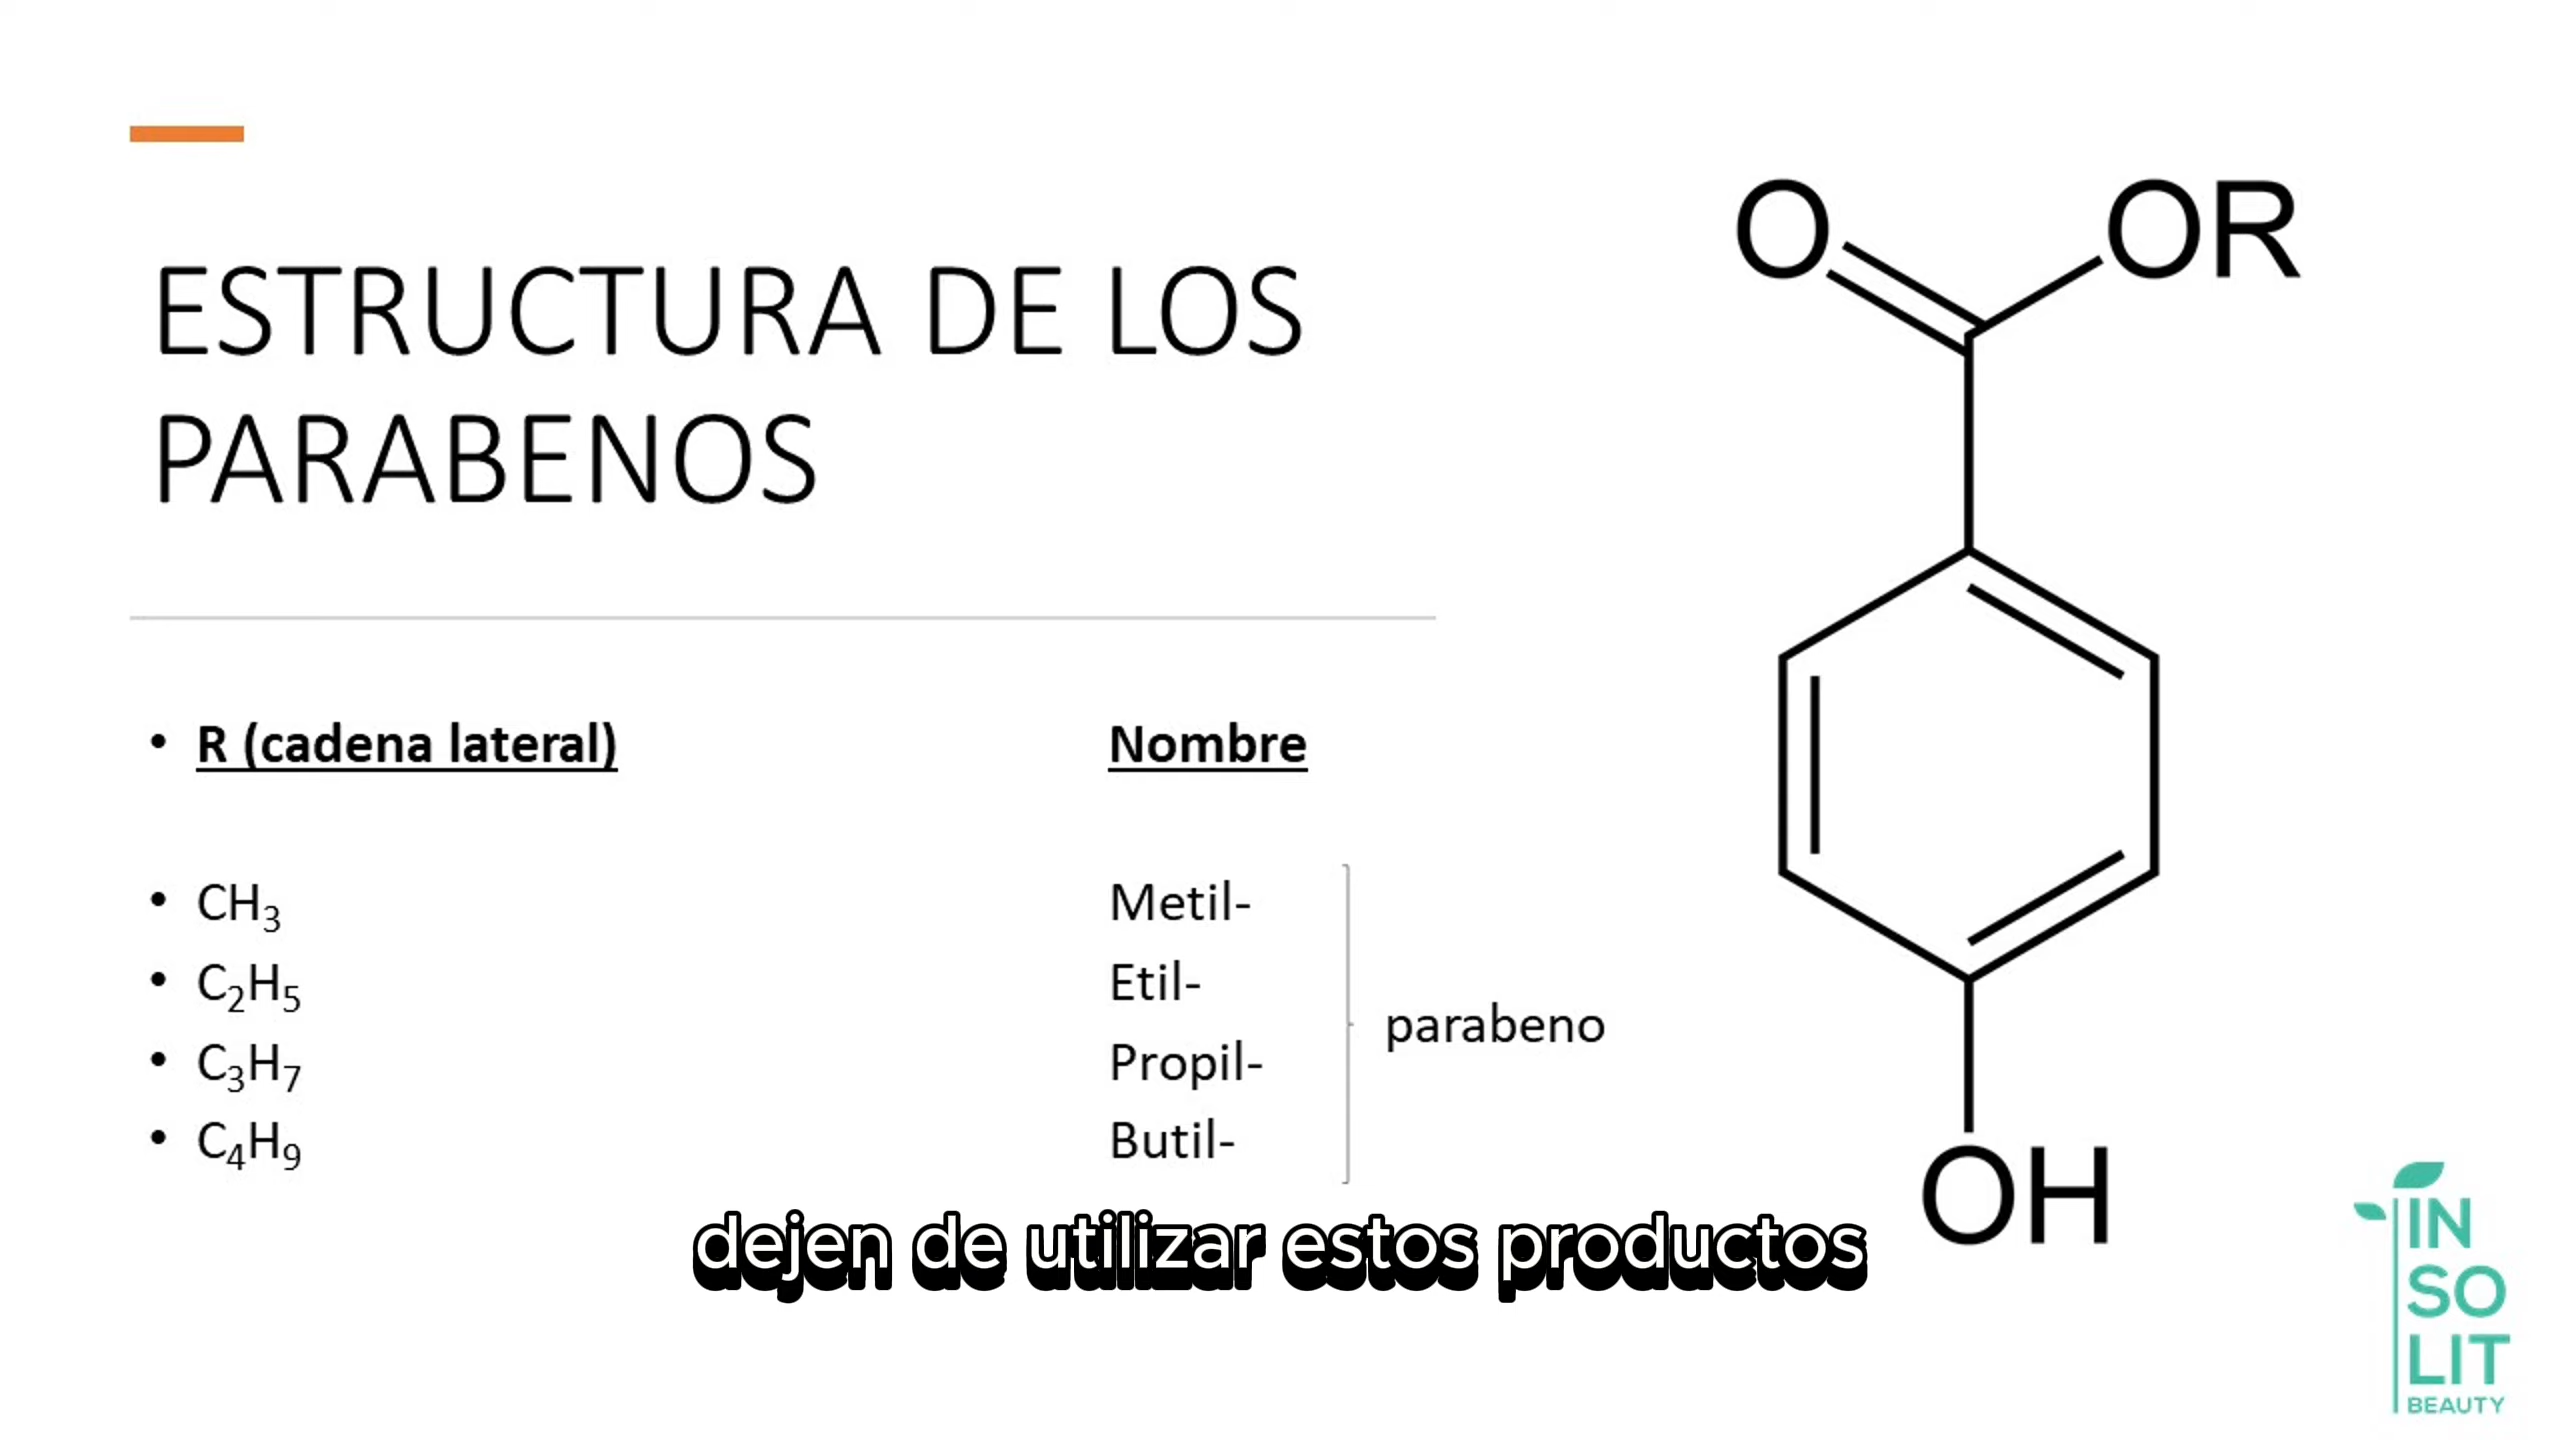 ESTRUCTURA DE LOS
PARABENOS
• R (cadena lateral) Nombre
• CH₃ Metil-
• C₂H₅ Etil-
• C₃H₇ Propil-
• C₄H₉ Butil-
parabeno
O OR
OH
dejen de utilizar estos productos
IN
SO
LIT
BEAUTY